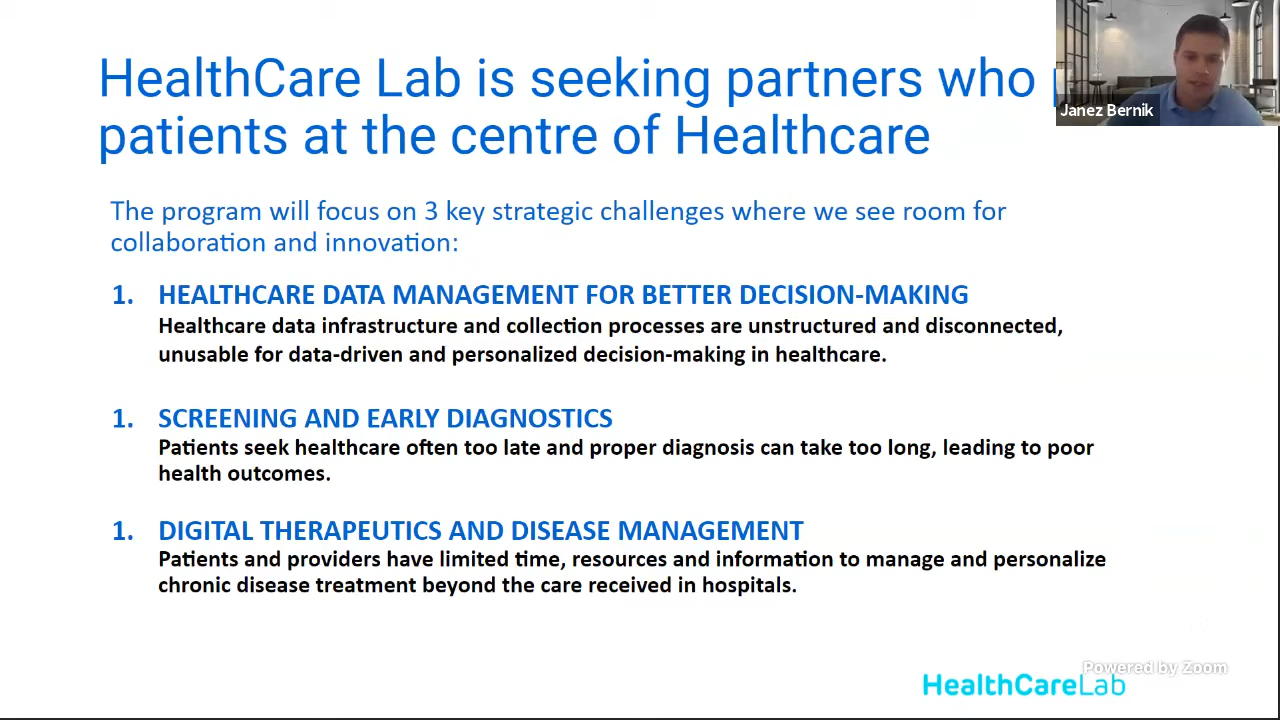 HealthCare Lab is seeking partners who
patients at the centre of Healthcare
Janez Bernik
The program will focus on 3 key strategic challenges where we see room for
collaboration and innovation:
1. HEALTHCARE DATA MANAGEMENT FOR BETTER DECISION-MAKING
Healthcare data infrastructure and collection processes are unstructured and disconnected,
unusable for data-driven and personalized decision-making in healthcare.
1. SCREENING AND EARLY DIAGNOSTICS
Patients seek healthcare often too late and proper diagnosis can take too long, leading to poor
health outcomes.
1. DIGITAL THERAPEUTICS AND DISEASE MANAGEMENT
Patients and providers have limited time, resources and information to manage and personalize
chronic disease treatment beyond the care received in hospitals.
Powered by Zoom
HealthCareLab